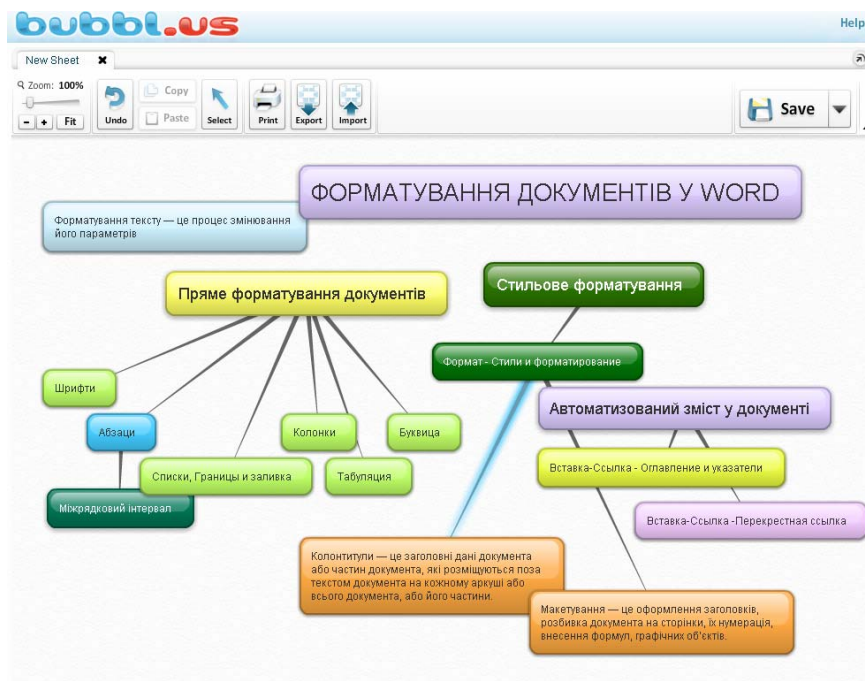 bubbl.us
Help
New Sheet
Zoom: 100%
Fit
Undo
Copy
Paste
Select
Print
Export
Import
Save
ФОРМАТУВАННЯ ДОКУМЕНТІВ У WORD
Форматування тексту — це процес змінювання
його параметрів
Пряме форматування документів
Стильове форматування
Формат - Стили и форматирование
Шрифти
Автоматизований зміст у документі
Абзаци
Колонки
Буквица
Списки, Границы и заливка
Табуляция
Вставка-Ссылка - Оглавление и указатели
Міжрядковий інтервал
Вставка-Ссылка -Перекрестная ссылка
Колонтитули — це заголовні дані документа
або частин документа, які розміщуються поза
текстом документа на кожному аркуші або
всього документа, або його частини.
Макетування — це оформлення заголовків,
розбивка документа на сторінки, їх нумерація,
внесення формул, графічних об'єктів.